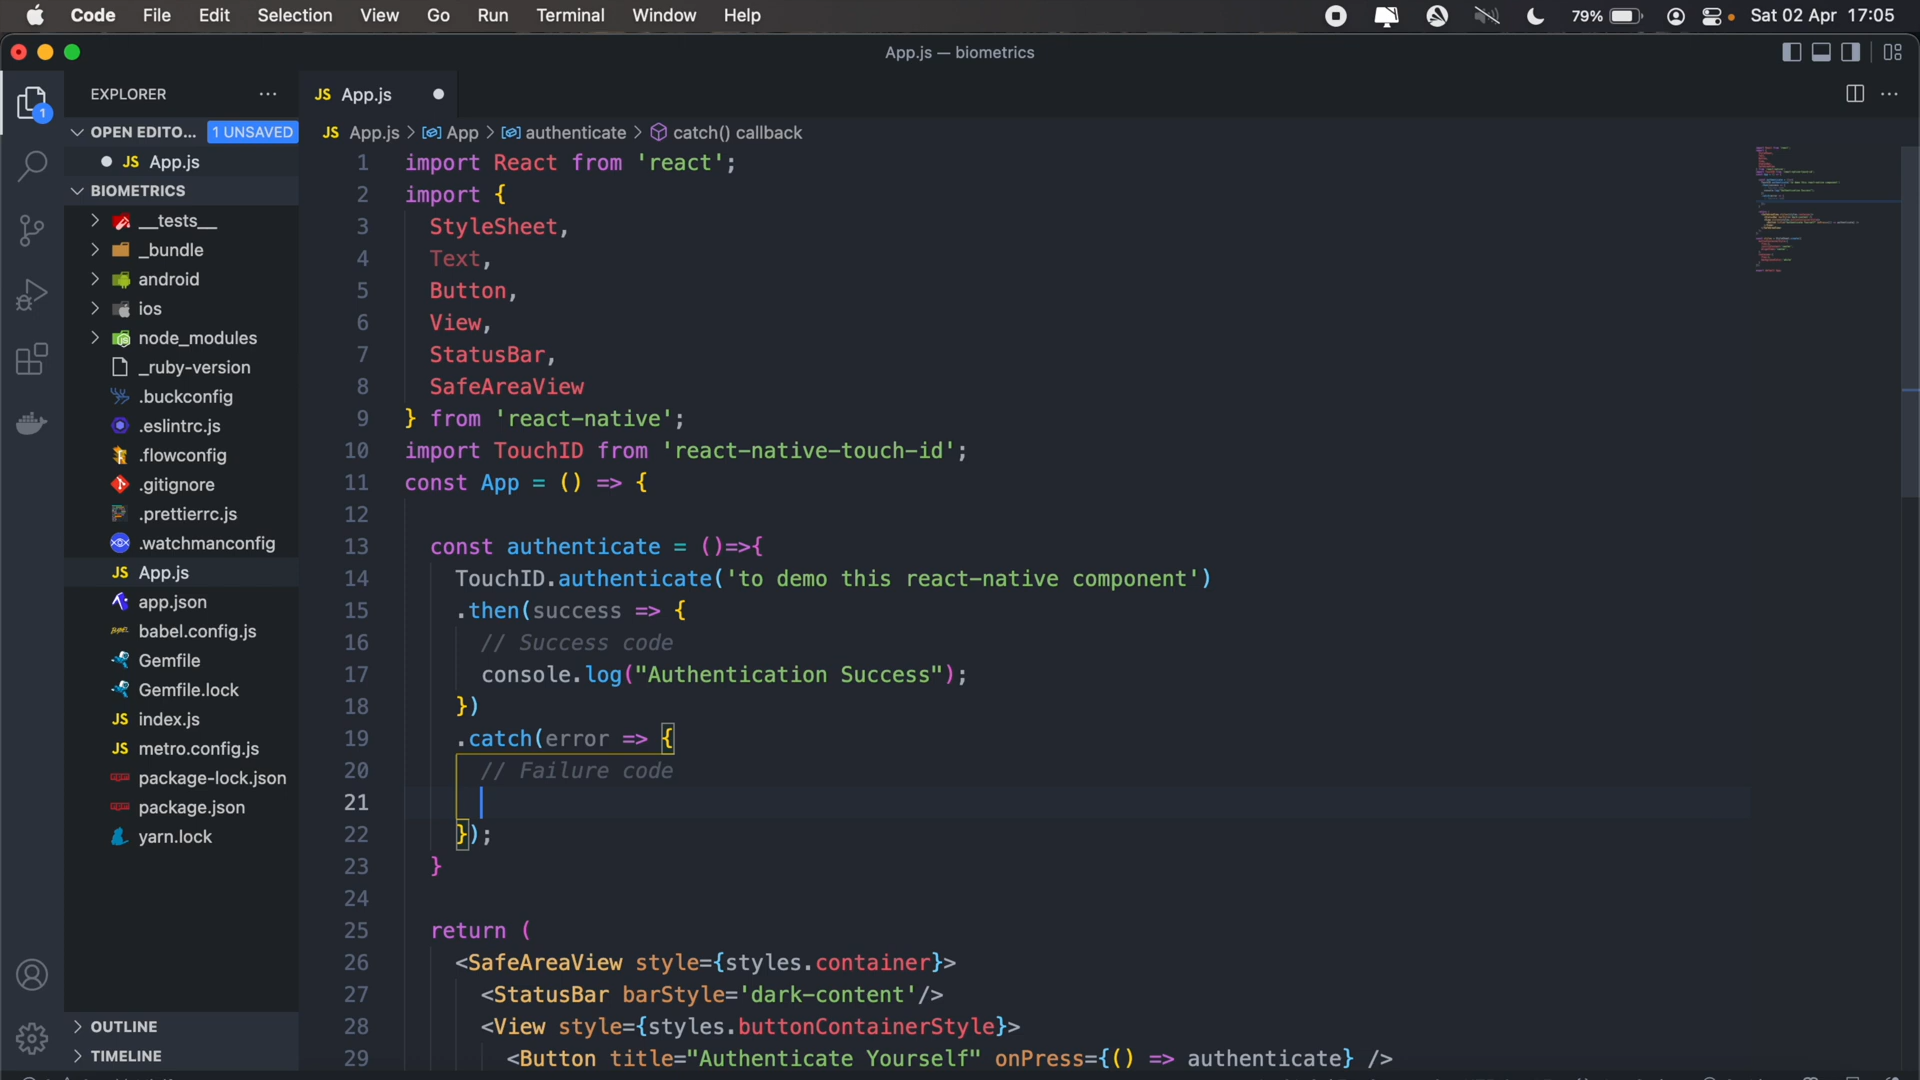 Code File Edit Selection View Go Run Terminal Window Help 79% Sat 02 Apr 17:05
App.js — biometrics
EXPLORER
JS App.js
OPEN EDITO... 1 UNSAVED
JS App.js > App > authenticate > catch() callback
JS App.js
BIOMETRICS
__tests__
_bundle
android
ios
node_modules
_ruby-version
.buckconfig
.eslintrc.js
.flowconfig
.gitignore
.prettierrc.js
.watchmanconfig
JS App.js
app.json
babel.config.js
Gemfile
Gemfile.lock
JS index.js
JS metro.config.js
package-lock.json
package.json
yarn.lock
OUTLINE
TIMELINE
1
1 import React from 'react';
2 import {
3 StyleSheet,
4 Text,
5 Button,
6 View,
7 StatusBar,
8 SafeAreaView
9 } from 'react-native';
10 import TouchID from 'react-native-touch-id';
11 const App = () => {
12
13 const authenticate = ()=>{
14 TouchID.authenticate('to demo this react-native component')
15 .then(success => {
16 // Success code
17 console.log("Authentication Success");
18 })
19 .catch(error => {
20 // Failure code
21
22 });
23 }
24
25 return (
26 <SafeAreaView style={styles.container}>
27 <StatusBar barStyle='dark-content'/>
28 <View style={styles.buttonContainerStyle}>
29 <Button title="Authenticate Yourself" onPress={() => authenticate} />